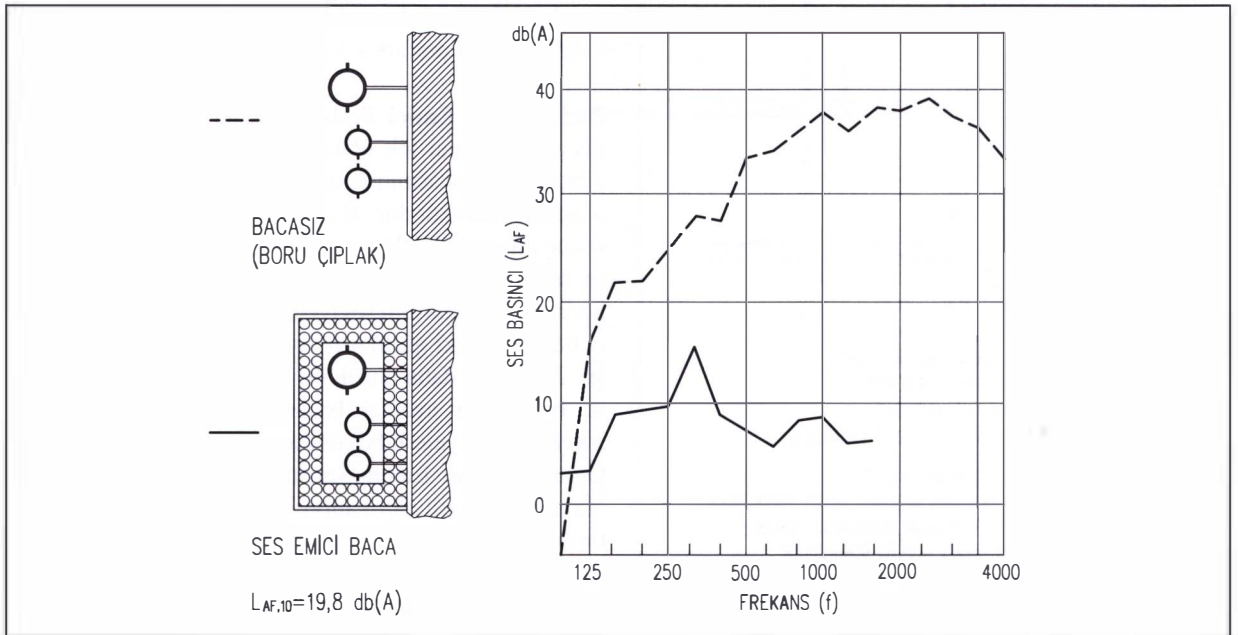 BACASIZ
(BORU ÇIPLAK)
SES EMİCİ BACA
LAF,10=19,8 db(A)
db(A)
40
30
20
10
0
SES BASINCI (LAF)
125 250 500 1000 2000 4000
FREKANS (f)